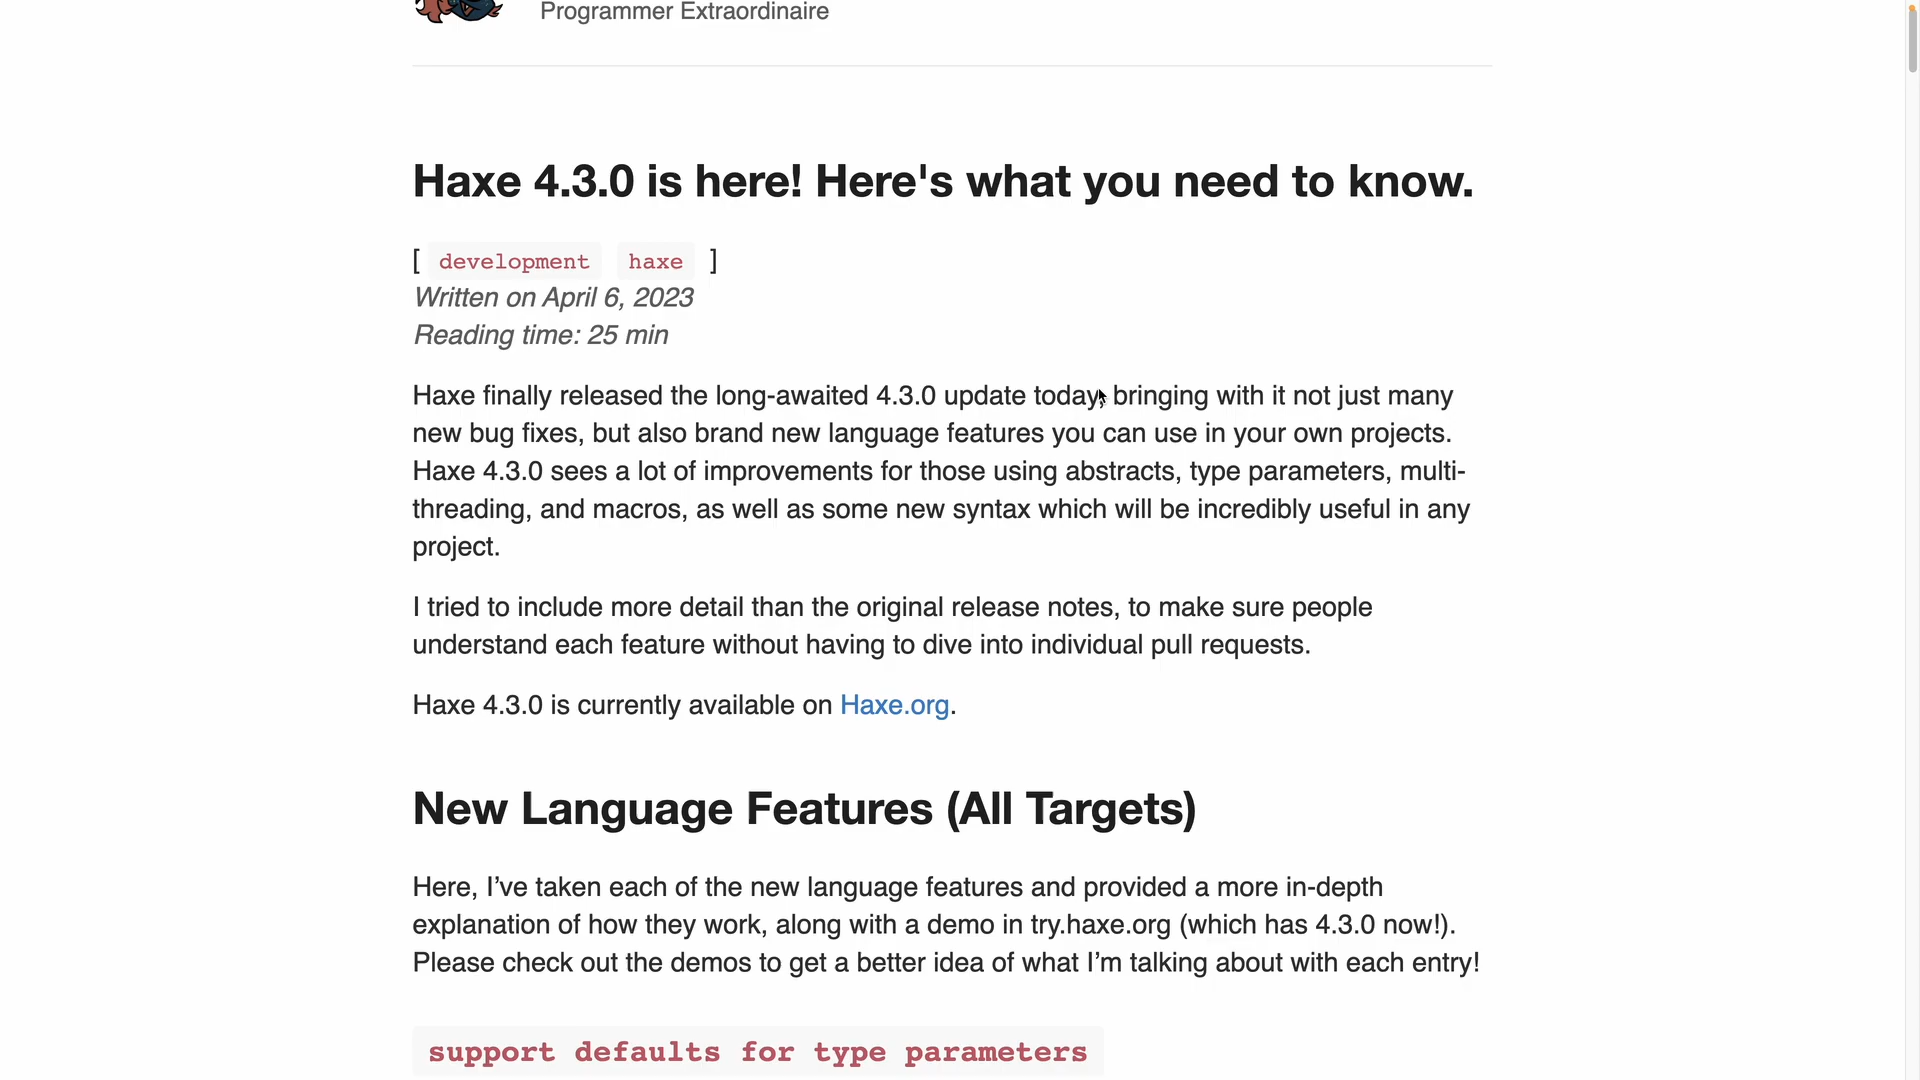 Programmer Extraordinaire
Haxe 4.3.0 is here! Here's what you need to know.
[ development haxe ]
Written on April 6, 2023
Reading time: 25 min
Haxe finally released the long-awaited 4.3.0 update today, bringing with it not just many
new bug fixes, but also brand new language features you can use in your own projects.
Haxe 4.3.0 sees a lot of improvements for those using abstracts, type parameters, multi-
threading, and macros, as well as some new syntax which will be incredibly useful in any
project.
I tried to include more detail than the original release notes, to make sure people
understand each feature without having to dive into individual pull requests.
Haxe 4.3.0 is currently available on Haxe.org.
New Language Features (All Targets)
Here, I’ve taken each of the new language features and provided a more in-depth
explanation of how they work, along with a demo in try.haxe.org (which has 4.3.0 now!).
Please check out the demos to get a better idea of what I’m talking about with each entry!
support defaults for type parameters